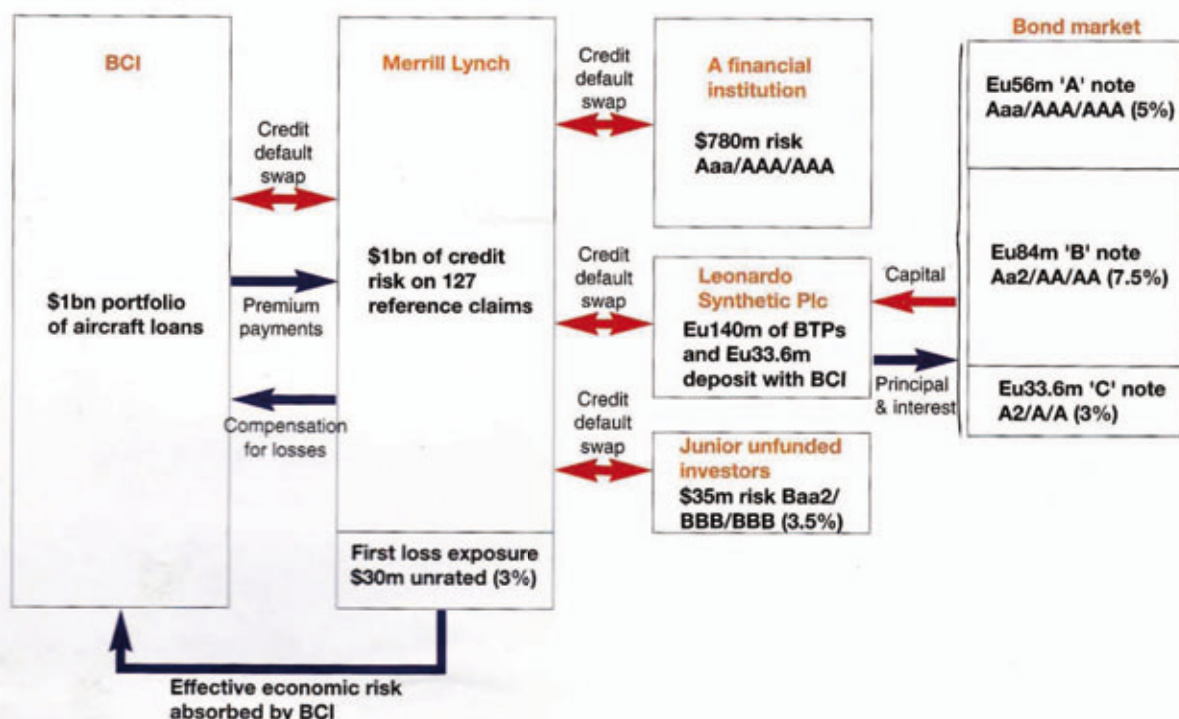 BCI
$1bn portfolio
of aircraft loans
Credit
default
swap
Premium
payments
Compensation
for losses
Merrill Lynch
$1bn of credit
risk on 127
reference claims
First loss exposure
$30m unrated (3%)
Effective economic risk
absorbed by BCI
Credit
default
swap
A financial
institution
$780m risk
Aaa/AAA/AAA
Credit
default
swap
Leonardo
Synthetic Plc
Eu140m of BTPs
and Eu33.6m
deposit with BCI
Credit
default
swap
Junior unfunded
investors
$35m risk Baa2/
BBB/BBB (3.5%)
Capital
Principal
& interest
Bond market
Eu56m 'A' note
Aaa/AAA/AAA (5%)
Eu84m 'B' note
Aa2/AA/AA (7.5%)
Eu33.6m 'C' note
A2/A/A (3%)